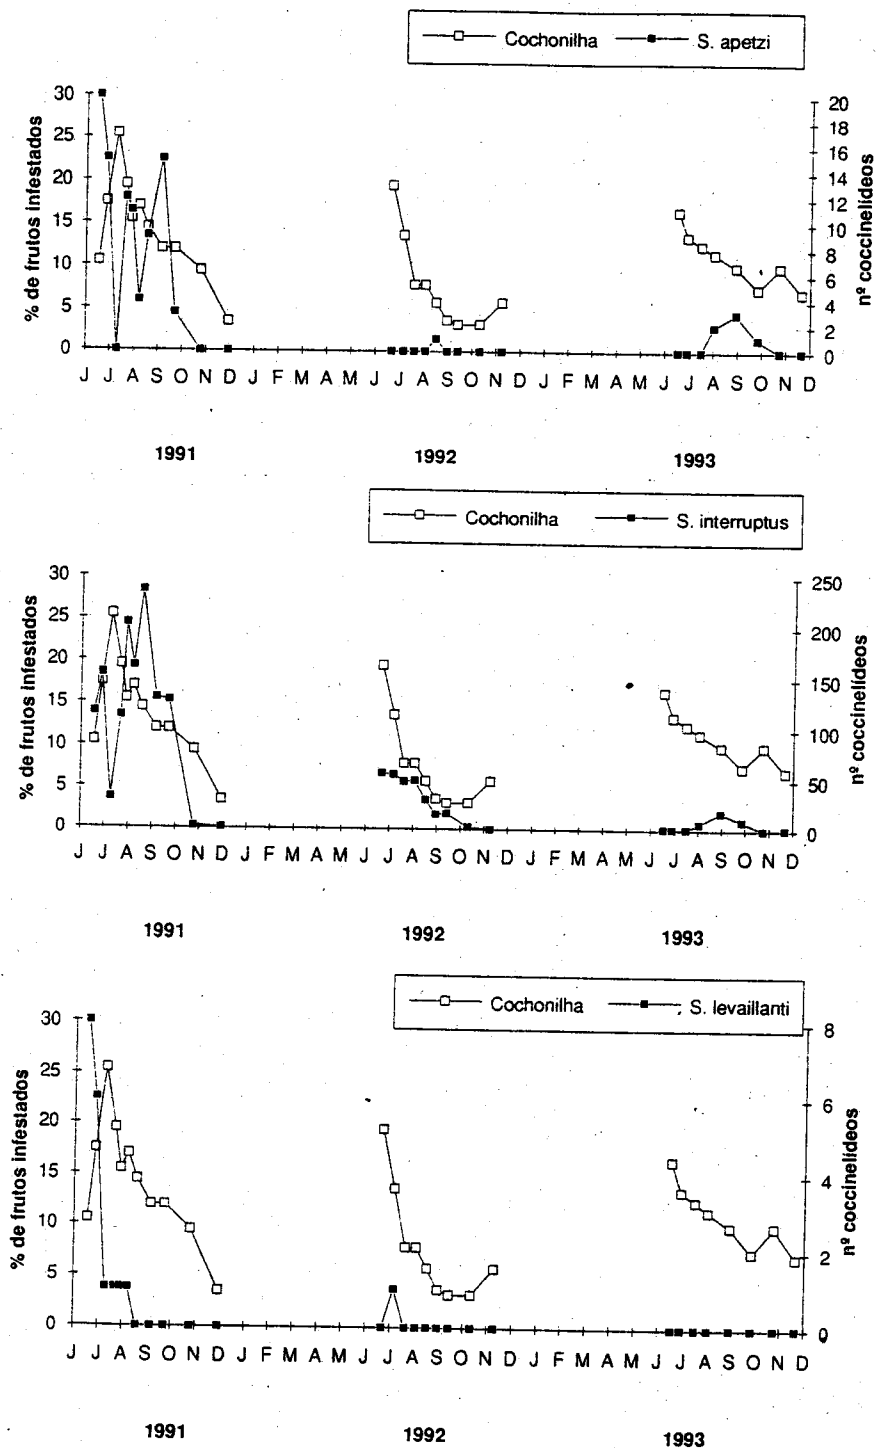 Cochonilha S. apetzi
% de frutos infestados
30
25
20
15
10
5
0
20
18
16
14
12
10
8
6
4
2
0
nº coccinelídeos
J J A S O N D J F M A M J J A S O N D J F M A M J J A S O N D
1991 1992 1993
Cochonilha S. interruptus
% de frutos infestados
30
25
20
15
10
5
0
250
200
150
100
50
0
nº coccinelídeos
J J A S O N D J F M A M J J A S O N D J F M A M J J A S O N D
1991 1992 1993
Cochonilha S. levaillanti
% de frutos infestados
30
25
20
15
10
5
0
8
6
4
2
0
nº coccinelídeos
J J A S O N D J F M A M J J A S O N D J F M A M J J A S O N D
1991 1992 1993